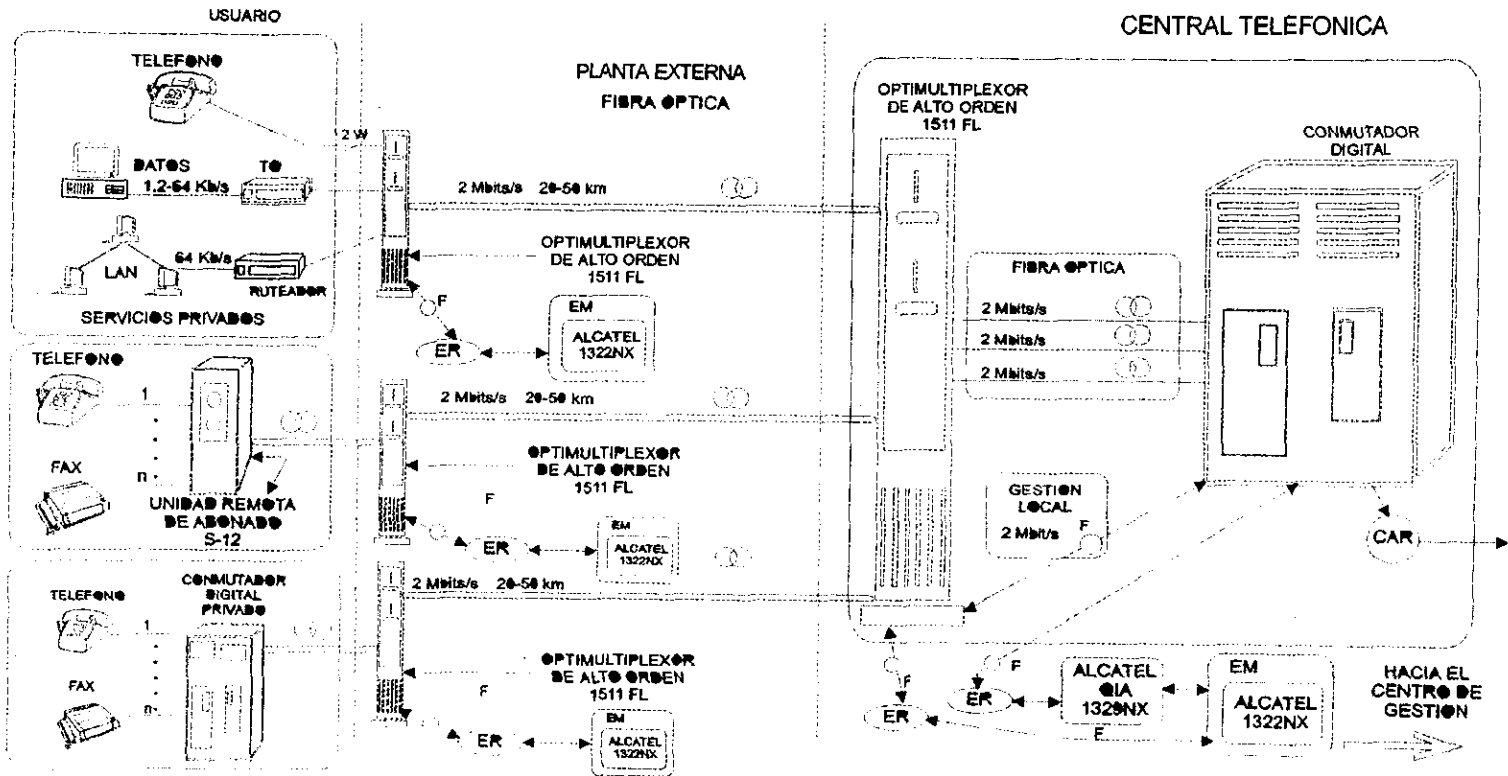 USUARIO
TELEFONO
2 W
DATOS
TO
1,2-64 Kb/s
64 Kb/s
LAN
RUTEADOR
SERVICIOS PRIVADOS
TELEFONO
1
n
FAX
UNIDAD REMOTA
DE ABONADO
S-12
CONMUTADOR
DIGITAL
PRIVADO
TELEFONO
1
FAX
n
PLANTA EXTERNA
FIBRA OPTICA
2 Mbits/s 20-50 km
OPTIMULTIPLEXOR
DE ALTO ORDEN
1511 FL
F
ER
EM
ALCATEL
1322NX
2 Mbits/s 20-50 km
OPTIMULTIPLEXOR
DE ALTO ORDEN
1511 FL
F
ER
EM
ALCATEL
1322NX
2 Mbits/s 20-50 km
OPTIMULTIPLEXOR
DE ALTO ORDEN
1511 FL
F
ER
EM
ALCATEL
1322NX
CENTRAL TELEFONICA
OPTIMULTIPLEXOR
DE ALTO ORDEN
1511 FL
CONMUTADOR
DIGITAL
FIBRA OPTICA
2 Mbits/s
2 Mbits/s
2 Mbits/s
GESTION
LOCAL
2 Mbit/s
F
CAR
F
ER
F
ER
ALCATEL
QIA
1329NX
F
EM
ALCATEL
1322NX
HACIA EL
CENTRO DE
GESTION